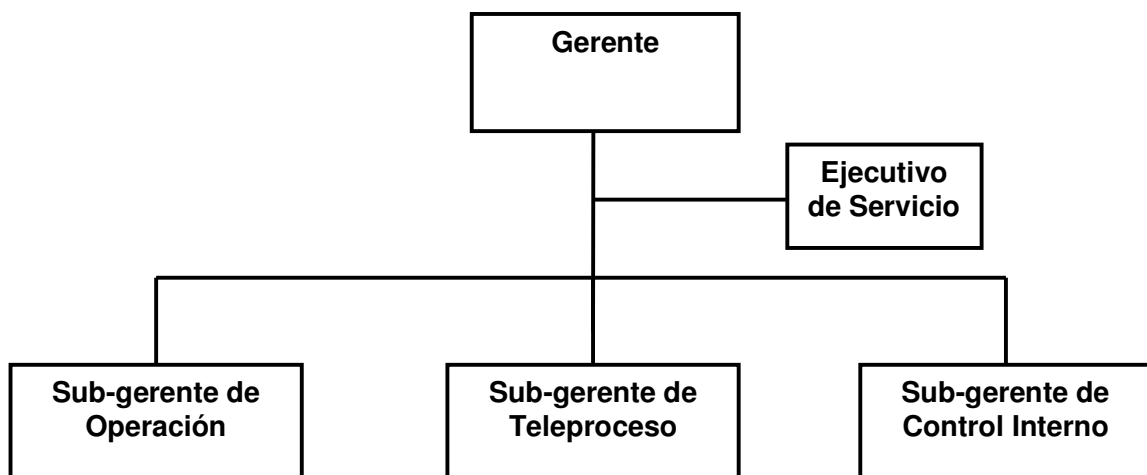 Gerente
Ejecutivo
de Servicio
Sub-gerente de
Operación
Sub-gerente de
Teleproceso
Sub-gerente de
Control Interno